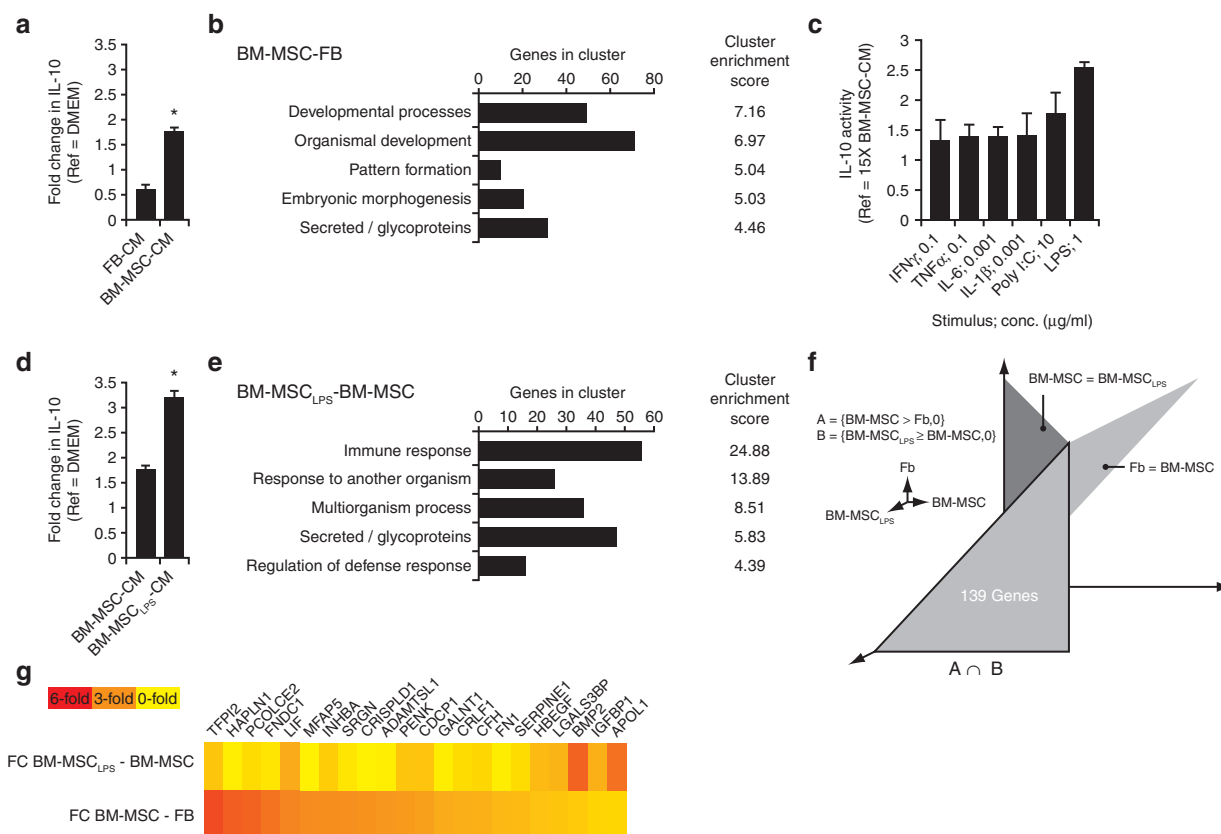 a
Fold change in IL-10
(Ref = DMEM)
3.5
3
2.5
2
1.5
1
0.5
0
*
FB-CM
BM-MSC-CM
b
BM-MSC-FB
Genes in cluster
0 20 40 60 80
Cluster
enrichment
score
Developmental processes 7.16
Organismal development 6.97
Pattern formation 5.04
Embryonic morphogenesis 5.03
Secreted / glycoproteins 4.46
c
IL-10 activity
(Ref = 15X BM-MSC-CM)
3
2.5
2
1.5
1
0.5
0
IFNγ; 0.1
TNFα; 0.1
IL-6; 0.001
IL-1β; 0.001
Poly I:C; 10
LPS; 1
Stimulus; conc. (μg/ml)
d
Fold change in IL-10
(Ref = DMEM)
3.5
3
2.5
2
1.5
1
0.5
0
*
BM-MSC-CM
BM-MSCLPS-CM
e
BM-MSCLPS-BM-MSC
Genes in cluster
0 10 20 30 40 50 60
Cluster
enrichment
score
Immune response 24.88
Response to another organism 13.89
Multiorganism process 8.51
Secreted / glycoproteins 5.83
Regulation of defense response 4.39
f
BM-MSC = BM-MSCLPS
A = {BM-MSC > Fb,0}
B = {BM-MSCLPS ≥ BM-MSC,0}
Fb = BM-MSC
Fb
BM-MSC
BM-MSCLPS
139 Genes
A ∩ B
g
6-fold 3-fold 0-fold
TFPI2
HAPLN1
PCOLCE2
FNDC1
LIF
MFAP5
INHBA
SRGN
CRISPLD1
ADAMTSL1
PENK
CDCP1
GALNT1
CRLF1
CFH
FN1
SERPINE1
HBEGF
LGALS3BP
BMP2
IGFBP1
APOL1
FC BM-MSCLPS - BM-MSC
FC BM-MSC - FB